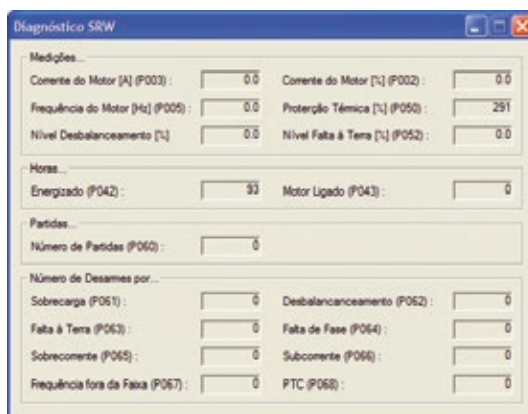 Diagnóstico SRW
Medições...
Corrente do Motor [A] (P003) : 0.0 Corrente do Motor [%] (P002) : 0.0
Frequência do Motor [Hz] (P005) : 0.0 Proterção Térmica [%] (P050) : 291
Nível Desbalanceamento [%] 0.0 Nível Falta à Terra [%] (P052) : 0.0
Horas...
Energizado (P042) : 93 Motor Ligado (P043) : 0
Partidas...
Número de Partidas (P060) : 0
Número de Desarmes por...
Sobrecarga (P061) : 0 Desbalancanceamento (P062) : 0
Falta à Terra (P063) : 0 Falta de Fase (P064) : 0
Sobrecorrente (P065) : 0 Subcorrente (P066) : 0
Frequência fora da Faixa (P067) : 0 PTC (P068) : 0